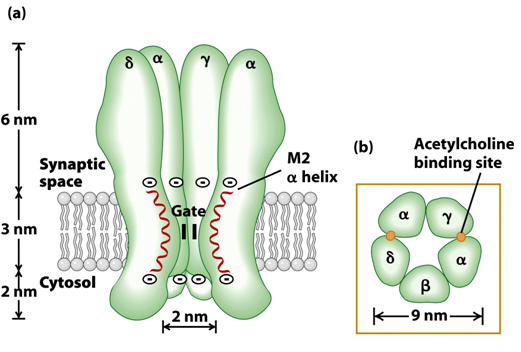 (a)
δ α γ α
6 nm
Synaptic
space
M2
α helix
Gate
3 nm
Cytosol
2 nm
2 nm
(b)
Acetylcholine
binding site
α γ
δ α
β
9 nm